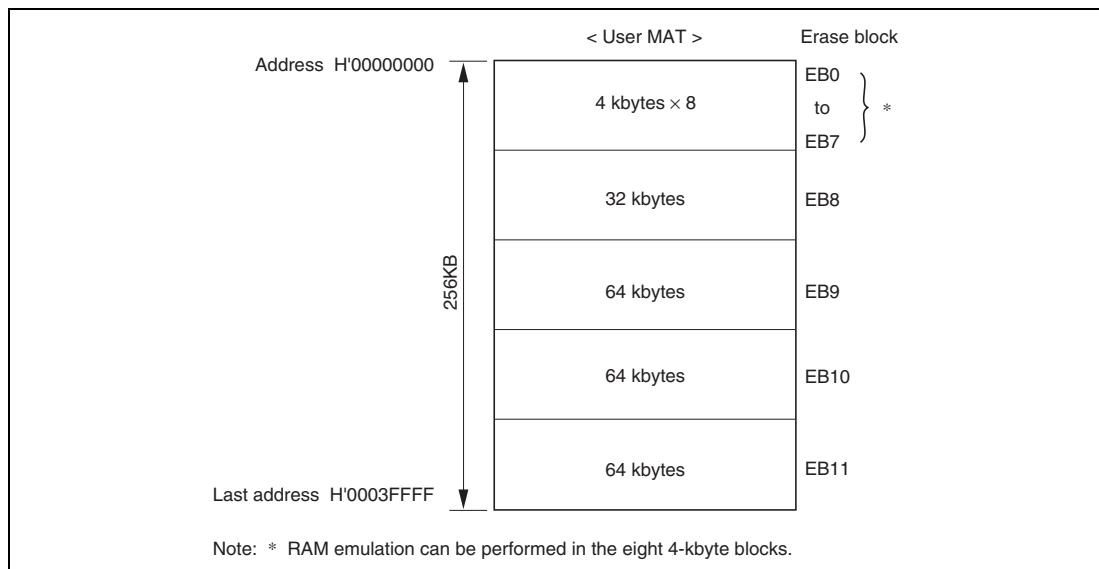 < User MAT > Erase block
Address H'00000000
EB0
4 kbytes × 8 to *
EB7
32 kbytes EB8
256KB
64 kbytes EB9
64 kbytes EB10
64 kbytes EB11
Last address H'0003FFFF
Note: * RAM emulation can be performed in the eight 4-kbyte blocks.